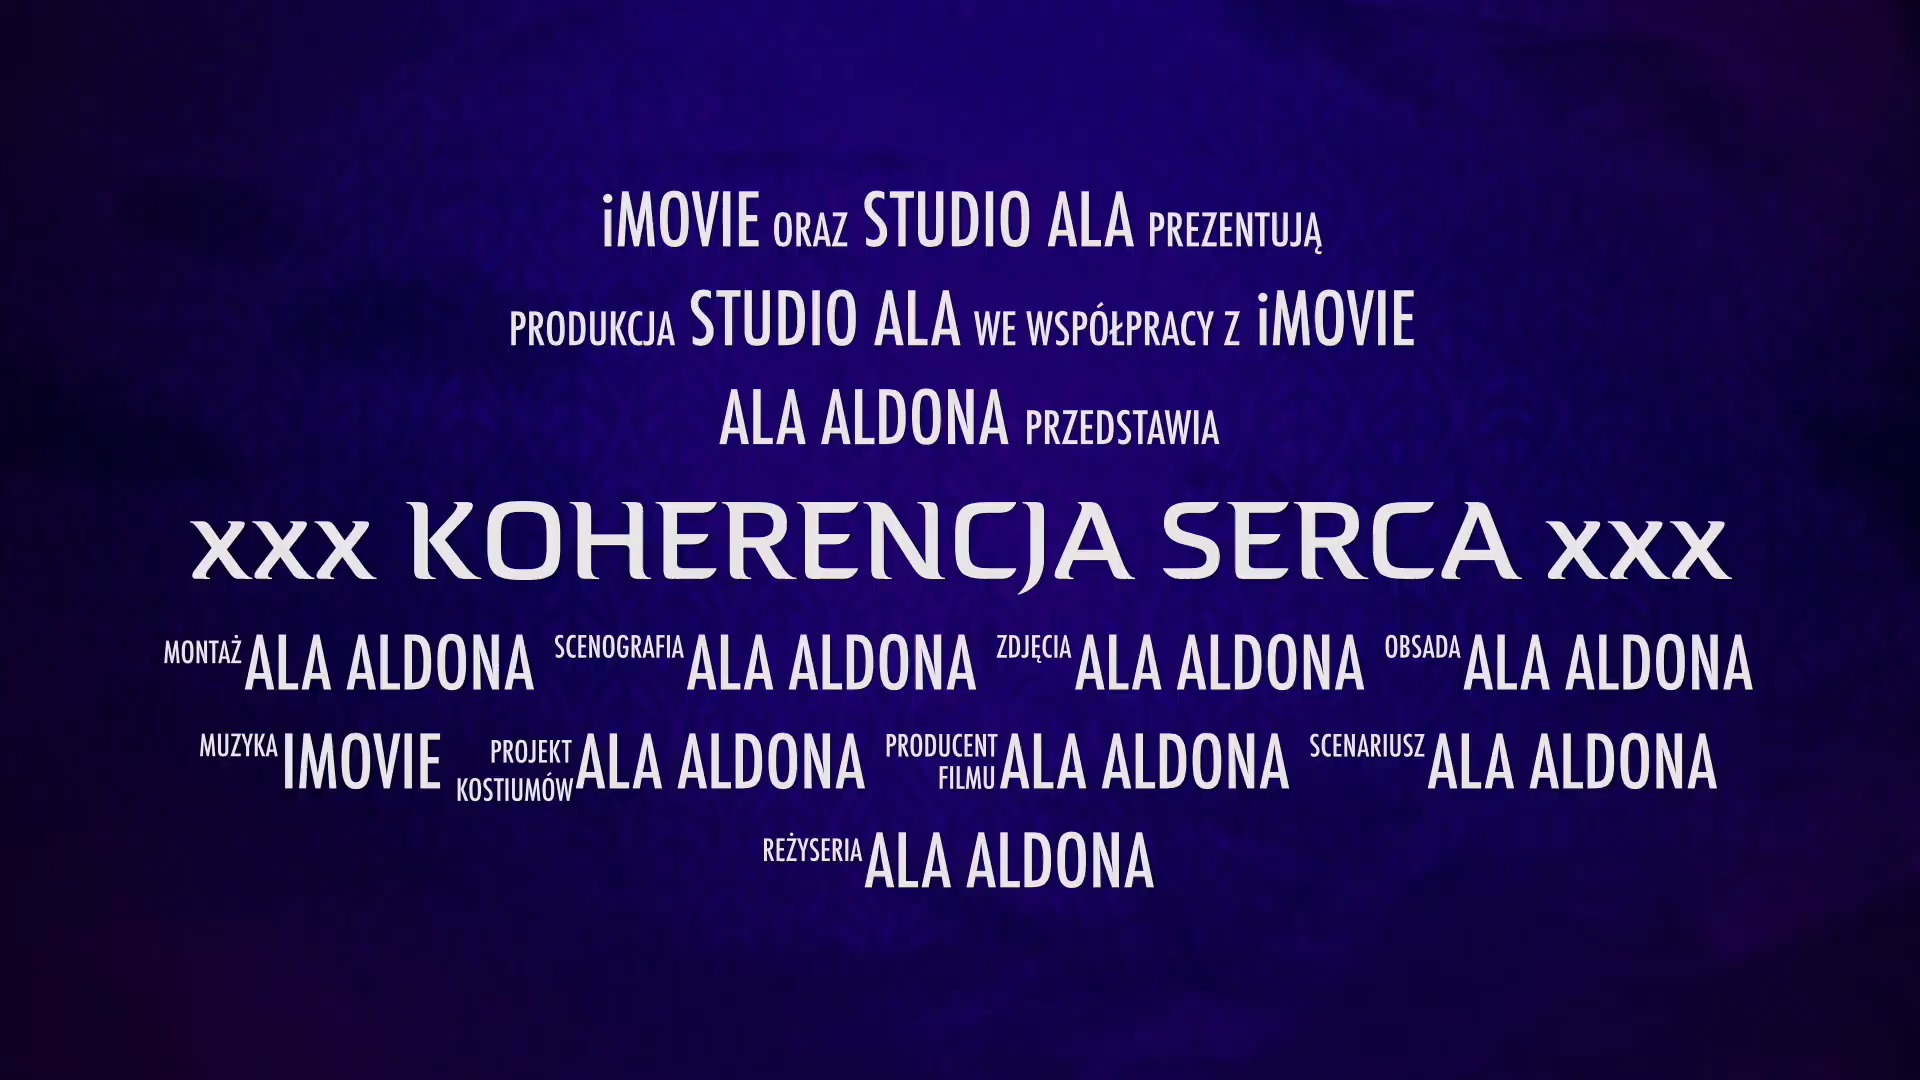 iMOVIE ORAZ STUDIO ALA PREZENTUJĄ
PRODUKCJA STUDIO ALA WE WSPÓŁPRACY Z iMOVIE
ALA ALDONA PRZEDSTAWIA
xxx KOHERENCJA SERCA xxx
MONTAŻ ALA ALDONA SCENOGRAFIA ALA ALDONA ZDJĘCIA ALA ALDONA OBSADA ALA ALDONA
MUZYKA IMOVIE PROJEKT KOSTIUMÓW ALA ALDONA PRODUCENT FILMU ALA ALDONA SCENARIUSZ ALA ALDONA
REŻYSERIA ALA ALDONA